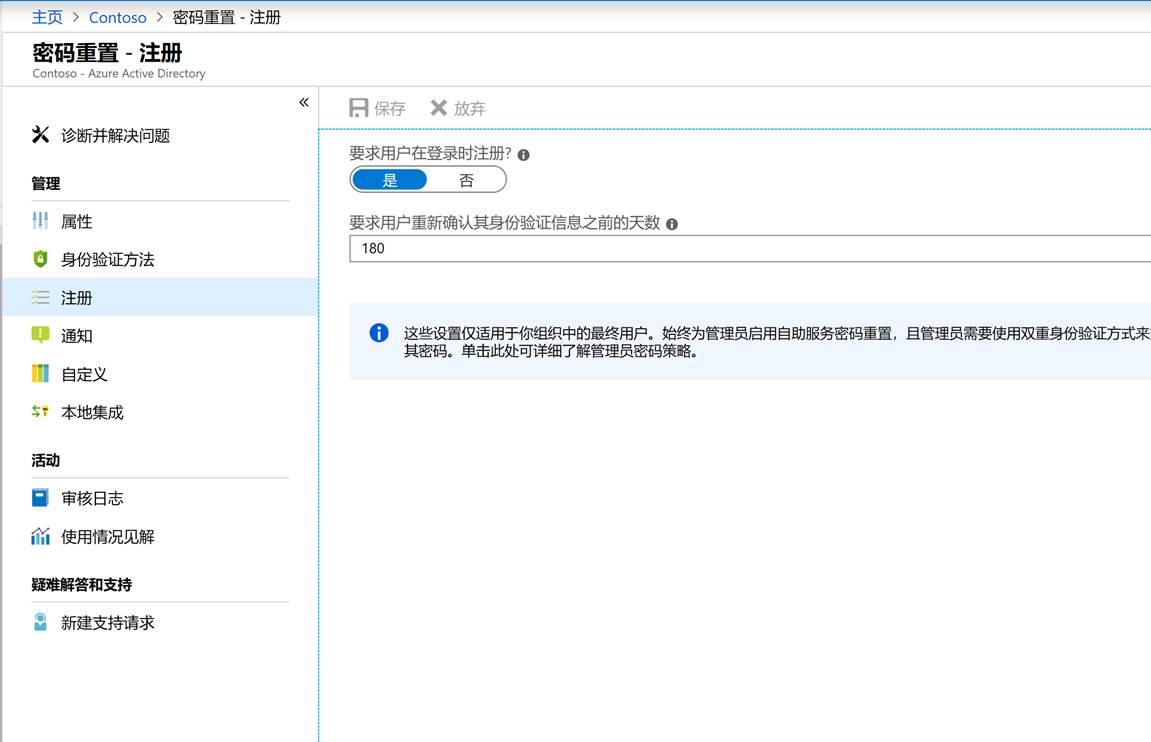 主页 > Contoso > 密码重置 - 注册
密码重置 - 注册
Contoso - Azure Active Directory
«
诊断并解决问题
管理
属性
身份验证方法
注册
通知
自定义
本地集成
活动
审核日志
使用情况见解
疑难解答和支持
新建支持请求
保存 放弃
要求用户在登录时注册?
是 否
要求用户重新确认其身份验证信息之前的天数
180
这些设置仅适用于你组织中的最终用户。始终为管理员启用自助服务密码重置，且管理员需要使用双重身份验证方式来
其密码。单击此处可详细了解管理员密码策略。